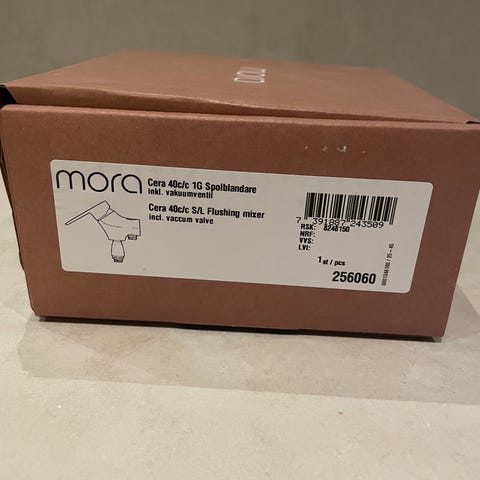 mora
mora
Cera 40c/c 1G Spolblandare
inkl. vakuumventil
Cera 40c/c S/L Flushing mixer
incl. vaccum valve
7 391887 243509
RSK: 8248150
NRF:
VVS:
LVI:
1 st / pcs
256060